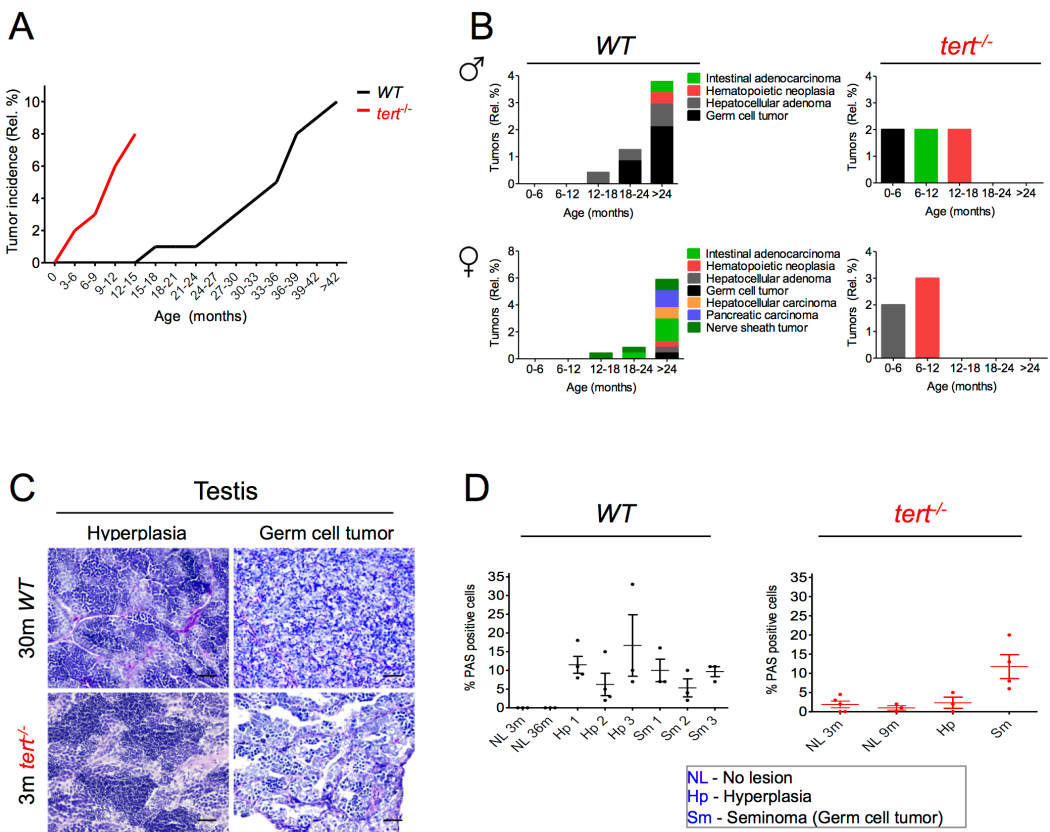 A
Tumor incidence (Rel. %)
10
8
6
4
2
0
WT
tert-/-
0
3-6
6-9
9-12
12-15
15-18
18-21
21-24
24-27
27-30
30-33
33-36
36-39
39-42
>42
Age (months)
B
WT
tert-/-
♂
Tumors (Rel. %)
4
3
2
1
0
0-6 6-12 12-18 18-24 >24
Age (months)
Intestinal adenocarcinoma
Hematopoietic neoplasia
Hepatocellular adenoma
Germ cell tumor
Tumors (Rel. %)
4
3
2
1
0
0-6 6-12 12-18 18-24 >24
Age (months)
♀
Tumors (Rel. %)
8
6
4
2
0
0-6 6-12 12-18 18-24 >24
Age (months)
Intestinal adenocarcinoma
Hematopoietic neoplasia
Hepatocellular adenoma
Germ cell tumor
Hepatocellular carcinoma
Pancreatic carcinoma
Nerve sheath tumor
Tumors (Rel. %)
4
3
2
1
0
0-6 6-12 12-18 18-24 >24
Age (months)
C
Testis
Hyperplasia Germ cell tumor
30m WT
3m tert-/-
D
WT
% PAS positive cells
35
30
25
20
15
10
5
0
NL 3m
NL 36m
Hp 1
Hp 2
Hp 3
Sm 1
Sm 2
Sm 3
tert-/-
% PAS positive cells
35
30
25
20
15
10
5
0
NL 3m
NL 9m
Hp
Sm
NL - No lesion
Hp - Hyperplasia
Sm - Seminoma (Germ cell tumor)